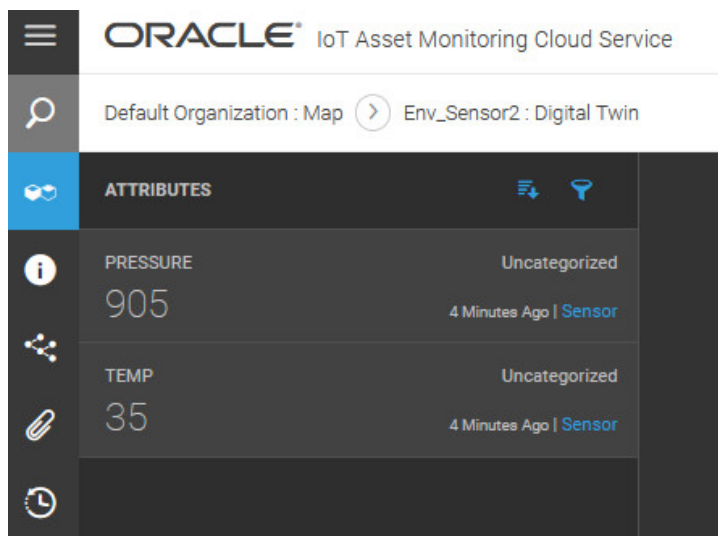 ORACLE® IoT Asset Monitoring Cloud Service
Default Organization : Map > Env_Sensor2 : Digital Twin
ATTRIBUTES
PRESSURE Uncategorized
905 4 Minutes Ago | Sensor
TEMP Uncategorized
35 4 Minutes Ago | Sensor